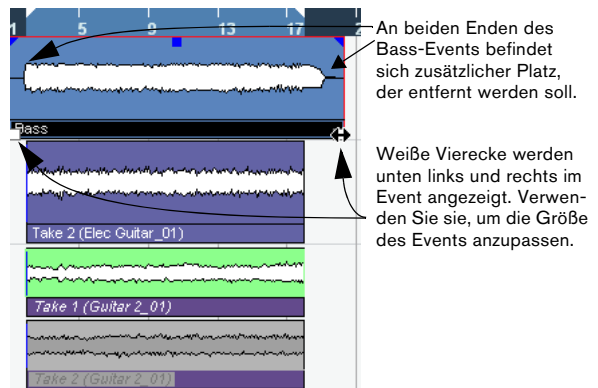 1 5 9 13 17 2
An beiden Enden des
Bass-Events befindet
sich zusätzlicher Platz,
der entfernt werden soll.
Bass
Weiße Vierecke werden
unten links und rechts im
Event angezeigt. Verwen-
den Sie sie, um die Größe
des Events anzupassen.
Take 2 (Elec Guitar_01)
Take 1 (Guitar 2_01)
Take 2 (Guitar 2_01)